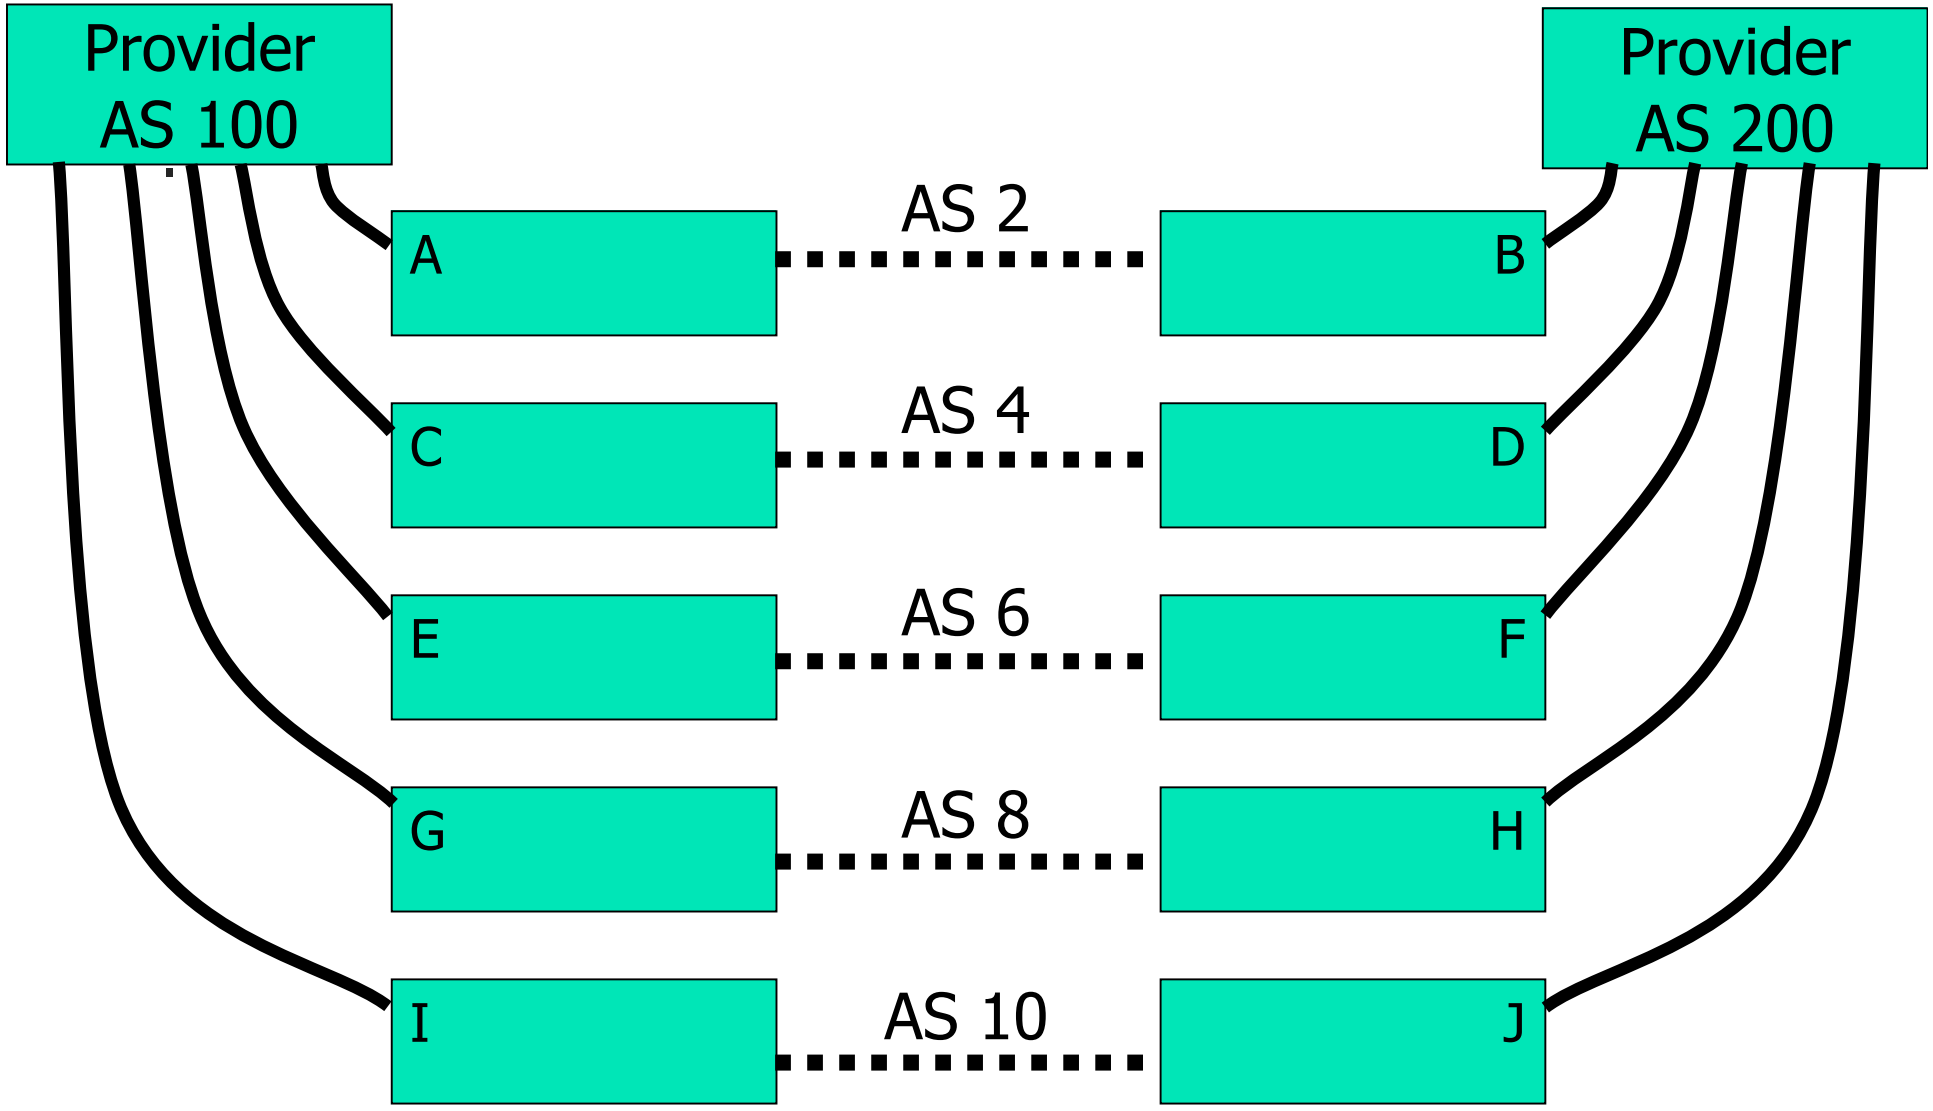 Provider
AS 100
Provider
AS 200
AS 2
A
B
AS 4
C
D
AS 6
E
F
AS 8
G
H
AS 10
I
J